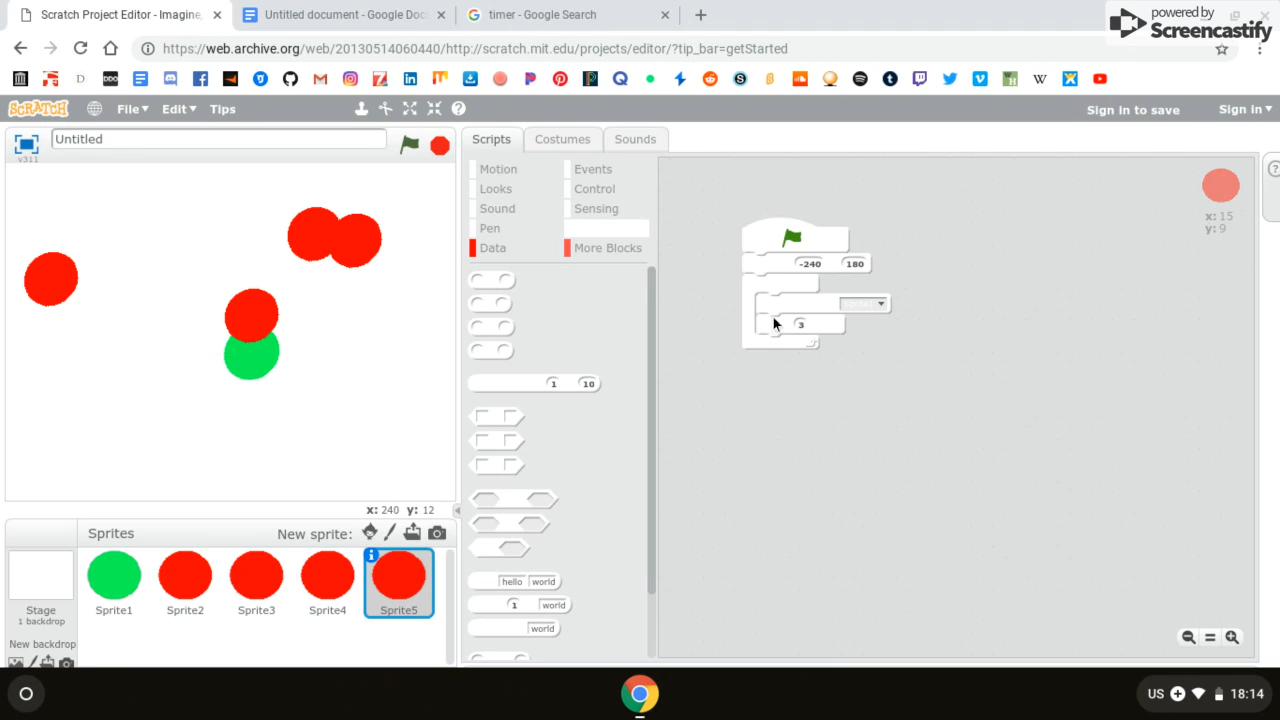 Scratch Project Editor - Imagine,
Untitled document - Google Doc
timer - Google Search
powered by
Screencastify
https://web.archive.org/web/20130514060440/http://scratch.mit.edu/projects/editor/?tip_bar=getStarted
SCRATCH
File
Edit
Tips
Sign in to save
Sign in
Untitled
v311
Scripts
Costumes
Sounds
Motion
Events
Looks
Control
Sound
Sensing
Pen
Data
More Blocks
1 10
hello world
1 world
world
-240 180
3
x: 15
y: 9
x: 240 y: 12
Sprites
New sprite:
Stage
1 backdrop
New backdrop
Sprite1
Sprite2
Sprite3
Sprite4
Sprite5
US
18:14